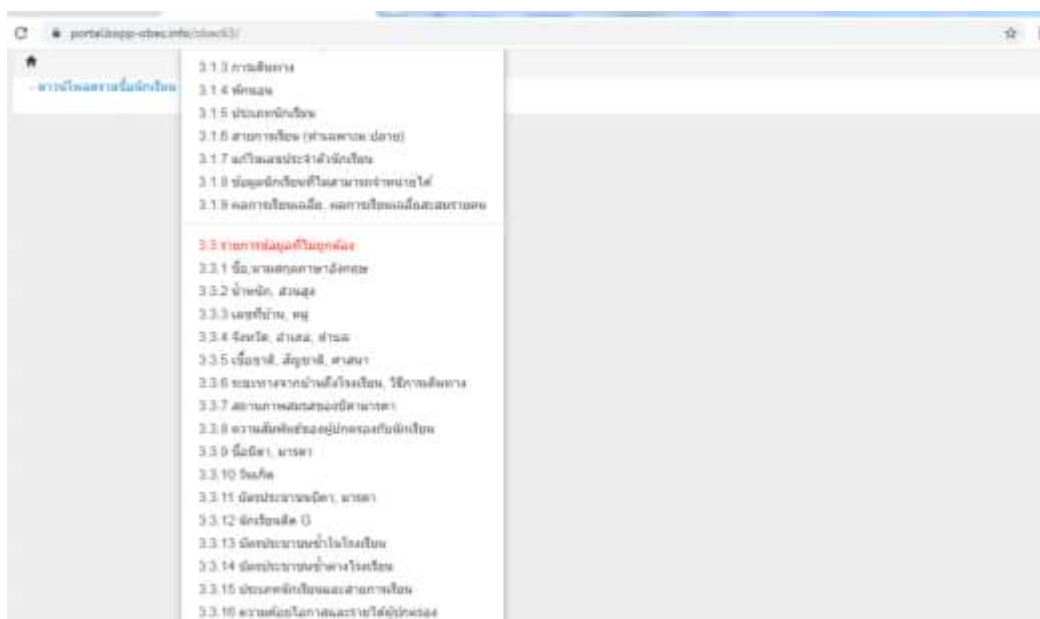 portal.bopp-obec.info/obec63/
- ดาวน์โหลดรายชื่อนักเรียน
3.1.3 การเดินทาง
3.1.4 พักนอน
3.1.5 ประเภทนักเรียน
3.1.6 สายการเรียน (ปลาย)
3.1.7 แก้ไขเลขประจำตัวนักเรียน
3.1.8 ข้อมูลนักเรียนที่ไม่สามารถจำหน่ายได้
3.1.9 ผลการเรียนเฉลี่ย, ผลการเรียนเฉลี่ยสะสมรายคน
3.3 รายการข้อมูลที่ไม่ถูกต้อง
3.3.1 ชื่อ,นามสกุลภาษาอังกฤษ
3.3.2 น้ำหนัก, ส่วนสูง
3.3.3 เลขที่บ้าน, หมู่
3.3.4 จังหวัด, อำเภอ, ตำบล
3.3.5 เชื้อชาติ, สัญชาติ, ศาสนา
3.3.6 ระยะทางจากบ้านถึงโรงเรียน, วิธีการเดินทาง
3.3.7 สถานภาพสมรสของบิดามารดา
3.3.8 ความสัมพันธ์ของผู้ปกครองกับนักเรียน
3.3.9 ชื่อบิดา, มารดา
3.3.10 วันเกิด
3.3.11 บัตรประชาชนบิดา, มารดา
3.3.12 นักเรียนติด G
3.3.13 บัตรประชาชนซ้ำในโรงเรียน
3.3.14 บัตรประชาชนซ้ำต่างโรงเรียน
3.3.15 ประเภทนักเรียนและสายการเรียน
3.3.16 ความด้อยโอกาสและรายได้ผู้ปกครอง